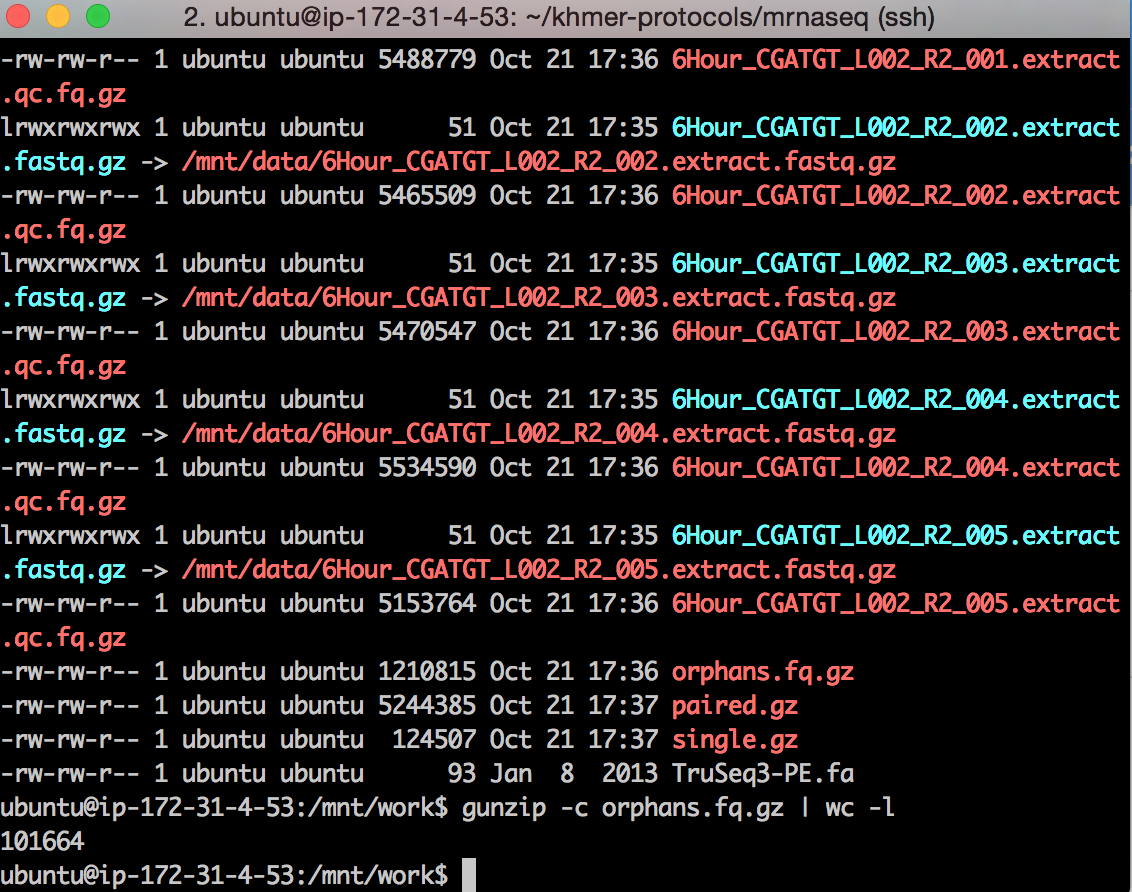 2. ubuntu@ip-172-31-4-53: ~/khmer-protocols/mrnaseq (ssh)
-rw-rw-r-- 1 ubuntu ubuntu 5488779 Oct 21 17:36 6Hour_CGATGT_L002_R2_001.extract
.qc.fq.gz
lrwxrwxrwx 1 ubuntu ubuntu      51 Oct 21 17:35 6Hour_CGATGT_L002_R2_002.extract
.fastq.gz -> /mnt/data/6Hour_CGATGT_L002_R2_002.extract.fastq.gz
-rw-rw-r-- 1 ubuntu ubuntu 5465509 Oct 21 17:36 6Hour_CGATGT_L002_R2_002.extract
.qc.fq.gz
lrwxrwxrwx 1 ubuntu ubuntu      51 Oct 21 17:35 6Hour_CGATGT_L002_R2_003.extract
.fastq.gz -> /mnt/data/6Hour_CGATGT_L002_R2_003.extract.fastq.gz
-rw-rw-r-- 1 ubuntu ubuntu 5470547 Oct 21 17:36 6Hour_CGATGT_L002_R2_003.extract
.qc.fq.gz
lrwxrwxrwx 1 ubuntu ubuntu      51 Oct 21 17:35 6Hour_CGATGT_L002_R2_004.extract
.fastq.gz -> /mnt/data/6Hour_CGATGT_L002_R2_004.extract.fastq.gz
-rw-rw-r-- 1 ubuntu ubuntu 5534590 Oct 21 17:36 6Hour_CGATGT_L002_R2_004.extract
.qc.fq.gz
lrwxrwxrwx 1 ubuntu ubuntu      51 Oct 21 17:35 6Hour_CGATGT_L002_R2_005.extract
.fastq.gz -> /mnt/data/6Hour_CGATGT_L002_R2_005.extract.fastq.gz
-rw-rw-r-- 1 ubuntu ubuntu 5153764 Oct 21 17:36 6Hour_CGATGT_L002_R2_005.extract
.qc.fq.gz
-rw-rw-r-- 1 ubuntu ubuntu 1210815 Oct 21 17:36 orphans.fq.gz
-rw-rw-r-- 1 ubuntu ubuntu 5244385 Oct 21 17:37 paired.gz
-rw-rw-r-- 1 ubuntu ubuntu  124507 Oct 21 17:37 single.gz
-rw-rw-r-- 1 ubuntu ubuntu      93 Jan  8  2013 TruSeq3-PE.fa
ubuntu@ip-172-31-4-53:/mnt/work$ gunzip -c orphans.fq.gz | wc -l
101664
ubuntu@ip-172-31-4-53:/mnt/work$